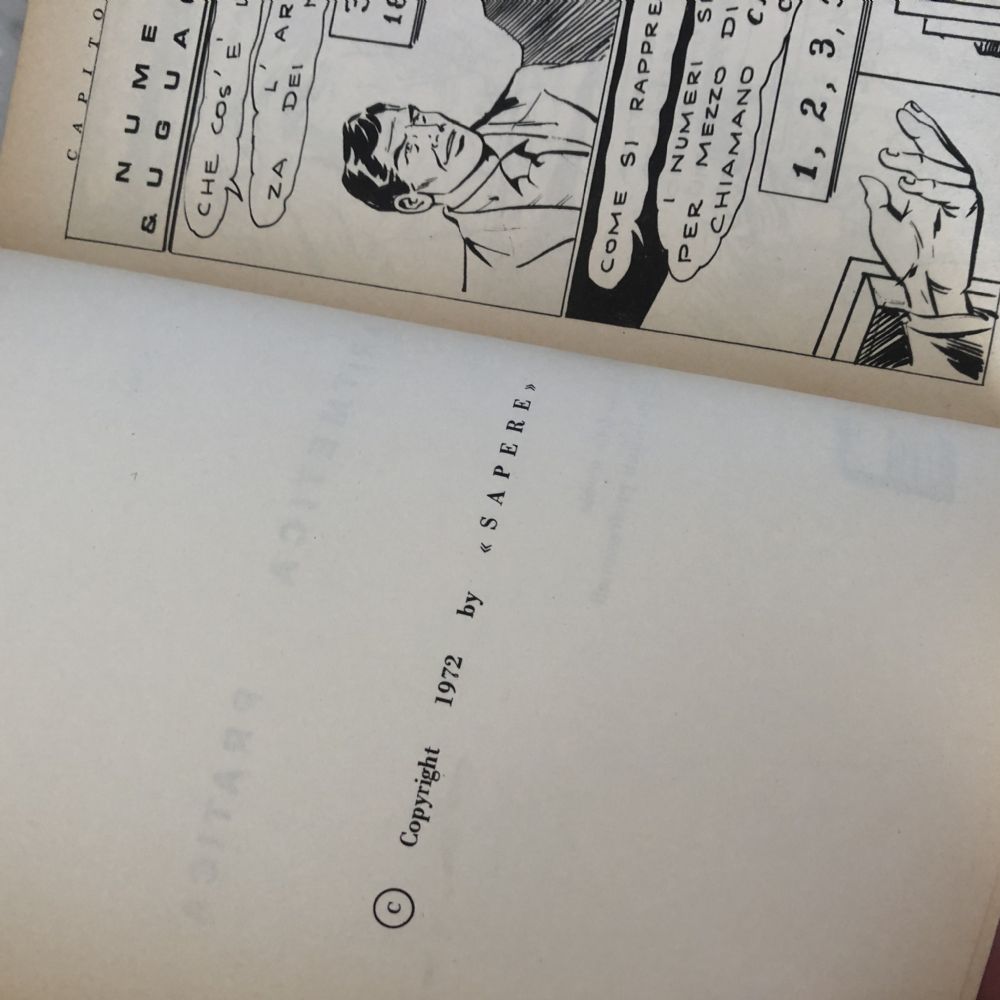 © Copyright 1972 by « SAPERE »
CAPITO
NUME
& UGUA
CHE COS' È
L' AR
ZA DEI
COME SI RAPPRE
I NUMERI
PER MEZZO DI
CHIAMANO
1, 2, 3,